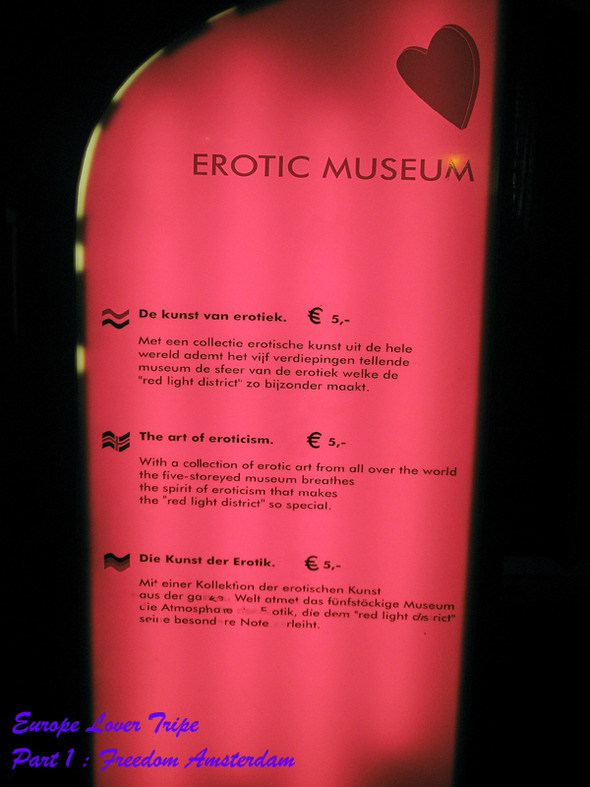 EROTIC MUSEUM
De kunst van erotiek. € 5,-
Met een collectie erotische kunst uit de hele
wereld ademt het vijf verdiepingen tellende
museum de sfeer van de erotiek welke de
"red light district" zo bijzonder maakt.
The art of eroticism. € 5,-
With a collection of erotic art from all over the world
the five-storeyed museum breathes
the spirit of eroticism that makes
the "red light district" so special.
Die Kunst der Erotik. € 5,-
Mit einer Kollektion der erotischen Kunst
aus der Welt atmet das fünfstöckige Museum
die, die dem "red light district"
seine Note
Europe Lover Tripe
Part 1 : Freedom Amsterdam